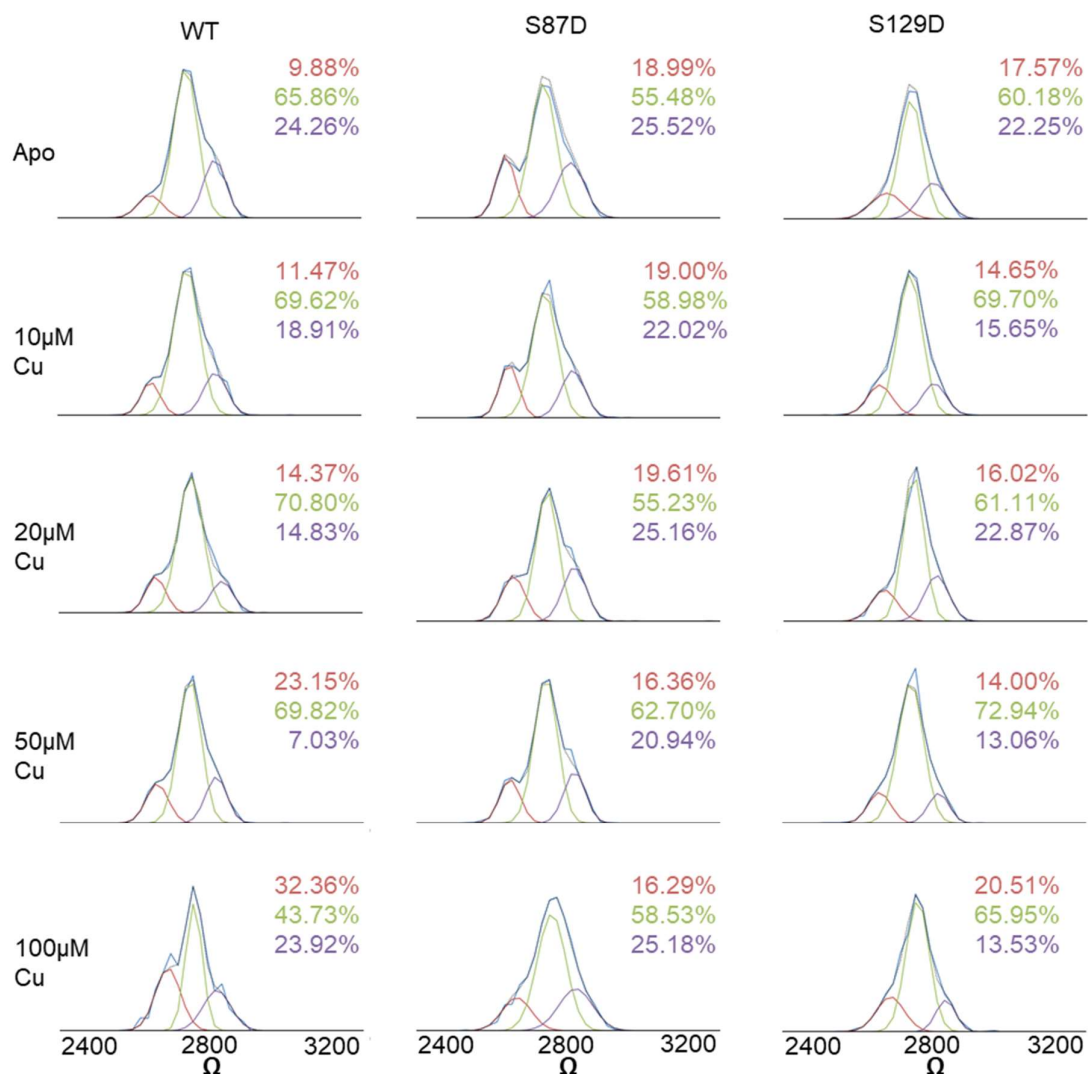 WT
S87D
S129D
Apo
9.88%
65.86%
24.26%
18.99%
55.48%
25.52%
17.57%
60.18%
22.25%
10µM
Cu
11.47%
69.62%
18.91%
19.00%
58.98%
22.02%
14.65%
69.70%
15.65%
20µM
Cu
14.37%
70.80%
14.83%
19.61%
55.23%
25.16%
16.02%
61.11%
22.87%
50µM
Cu
23.15%
69.82%
7.03%
16.36%
62.70%
20.94%
14.00%
72.94%
13.06%
100µM
Cu
32.36%
43.73%
23.92%
16.29%
58.53%
25.18%
20.51%
65.95%
13.53%
2400 2800 3200
Ω
2400 2800 3200
Ω
2400 2800 3200
Ω